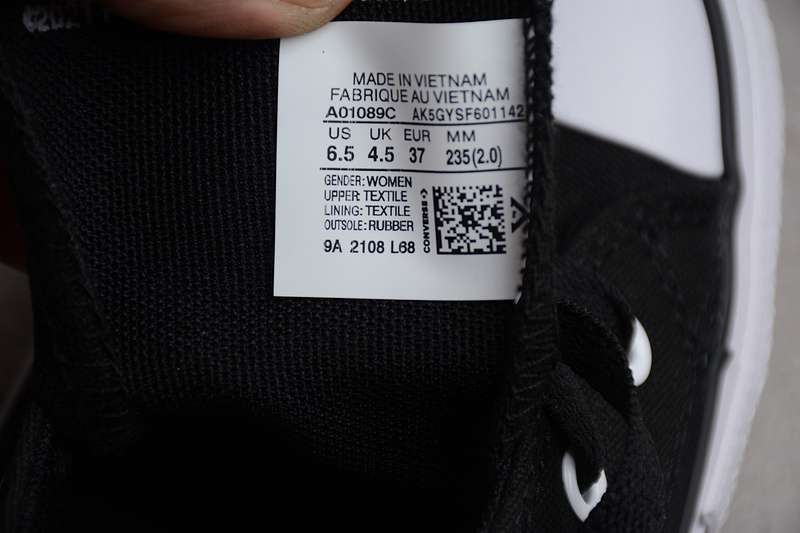 MADE IN VIETNAM
FABRIQUE AU VIETNAM
A01089C AK5GYSF601142
US UK EUR MM
6.5 4.5 37 235(2.0)
GENDER: WOMEN
UPPER: TEXTILE
LINING: TEXTILE
OUTSOLE: RUBBER
9A 2108 L68
CONVERSE